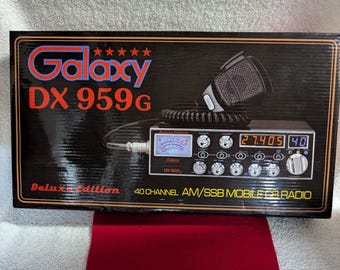 Galaxy
DX 959G
27.405 40
Deluxe Edition
40 CHANNEL AM/SSB MOBILE CB RADIO